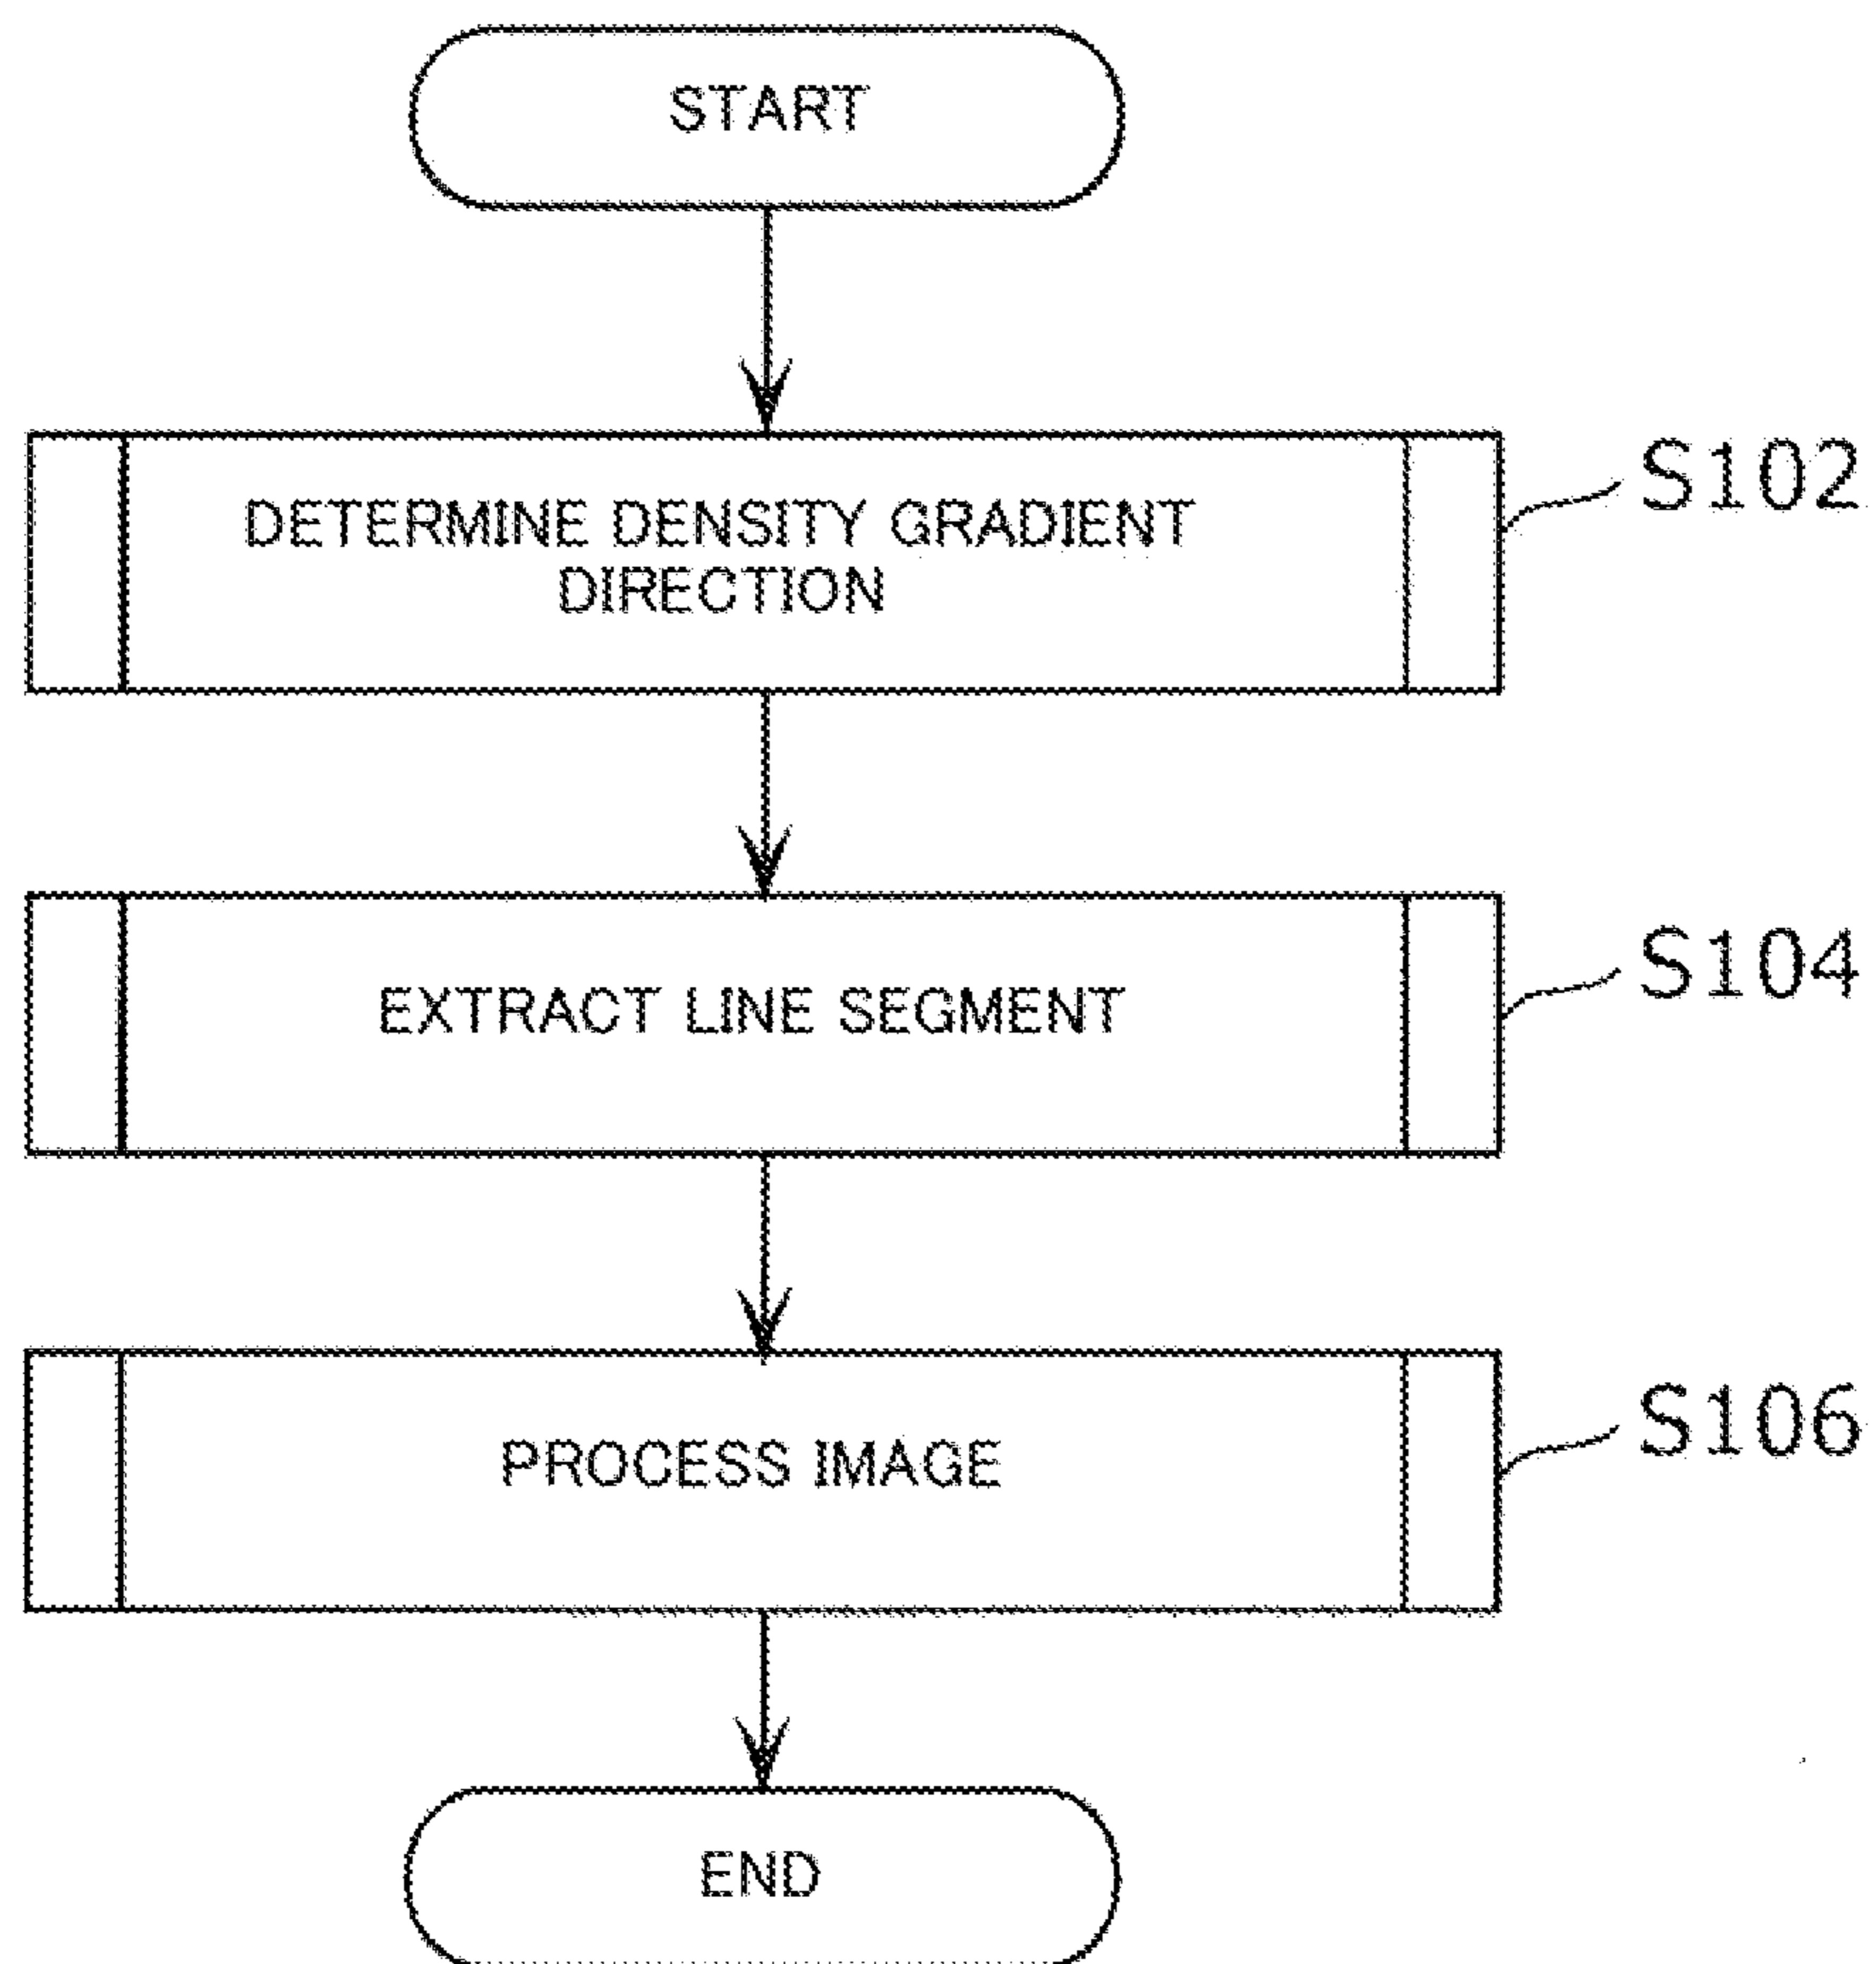 START
DETERMINE DENSITY GRADIENT
DIRECTION
S102
EXTRACT LINE SEGMENT
S104
PROCESS IMAGE
S106
END